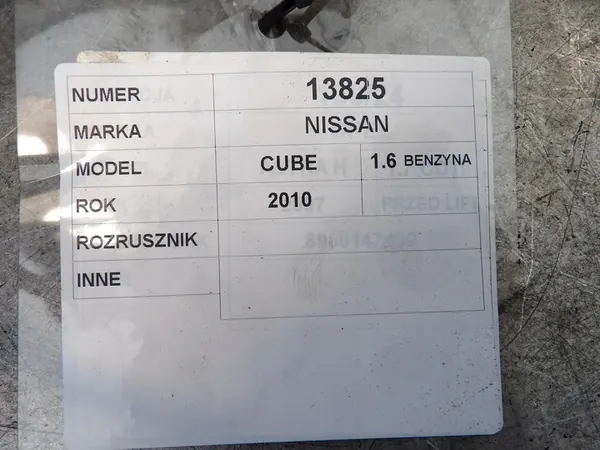 NUMER 13825
MARKA NISSAN
MODEL CUBE 1.6 BENZYNA
ROK 2010
ROZRUSZNIK
INNE